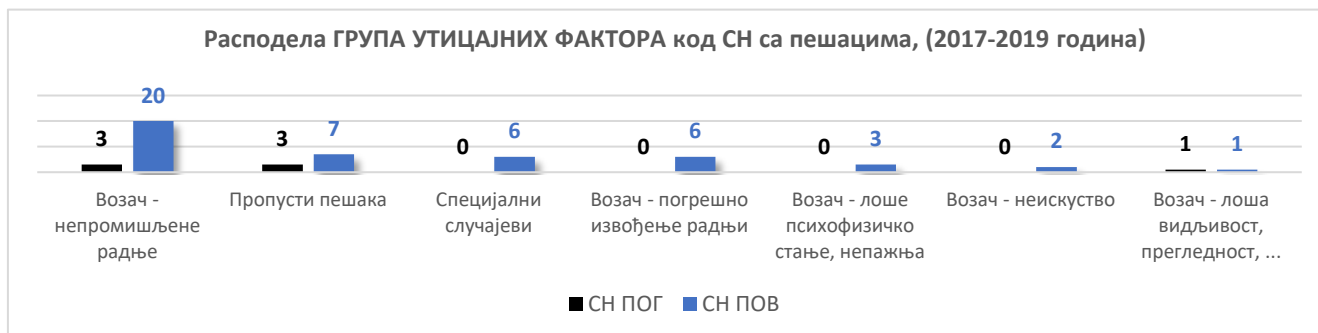 Расподела ГРУПА УТИЦАЈНИХ ФАКТОРА код СН са пешацима, (2017-2019 година)
3 20 3 7 0 6 0 6 0 3 0 2 1 1
Возач - непромишљене радње
Пропусти пешака
Специјални случајеви
Возач - погрешно извођење радњи
Возач - лоше психофизичко стање, непажња
Возач - неискуство
Возач - лоша видљивост, прегледност, ...
СН ПОГ СН ПОВ